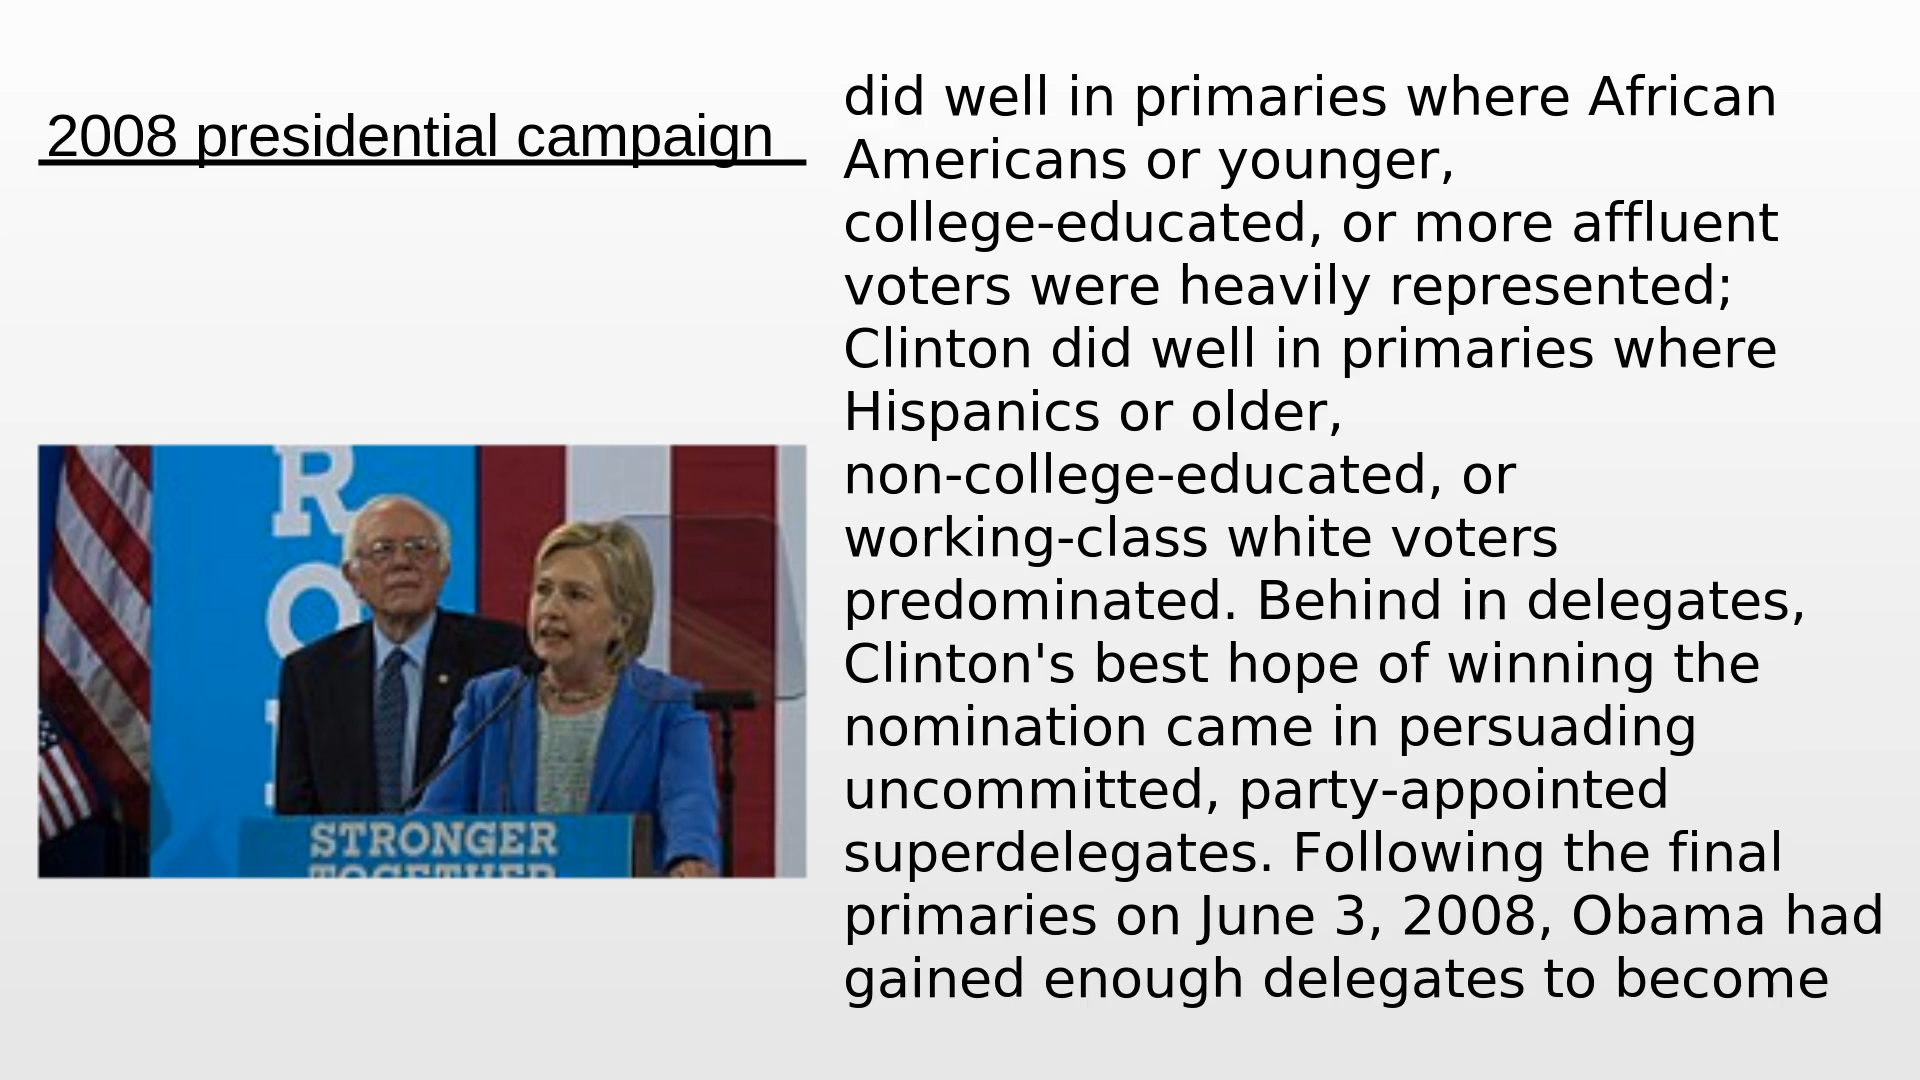 2008 presidential campaign
did well in primaries where African
Americans or younger,
college-educated, or more affluent
voters were heavily represented;
Clinton did well in primaries where
Hispanics or older,
non-college-educated, or
working-class white voters
predominated. Behind in delegates,
Clinton's best hope of winning the
nomination came in persuading
uncommitted, party-appointed
superdelegates. Following the final
primaries on June 3, 2008, Obama had
gained enough delegates to become
R
O
STRONGER
TOGETHER